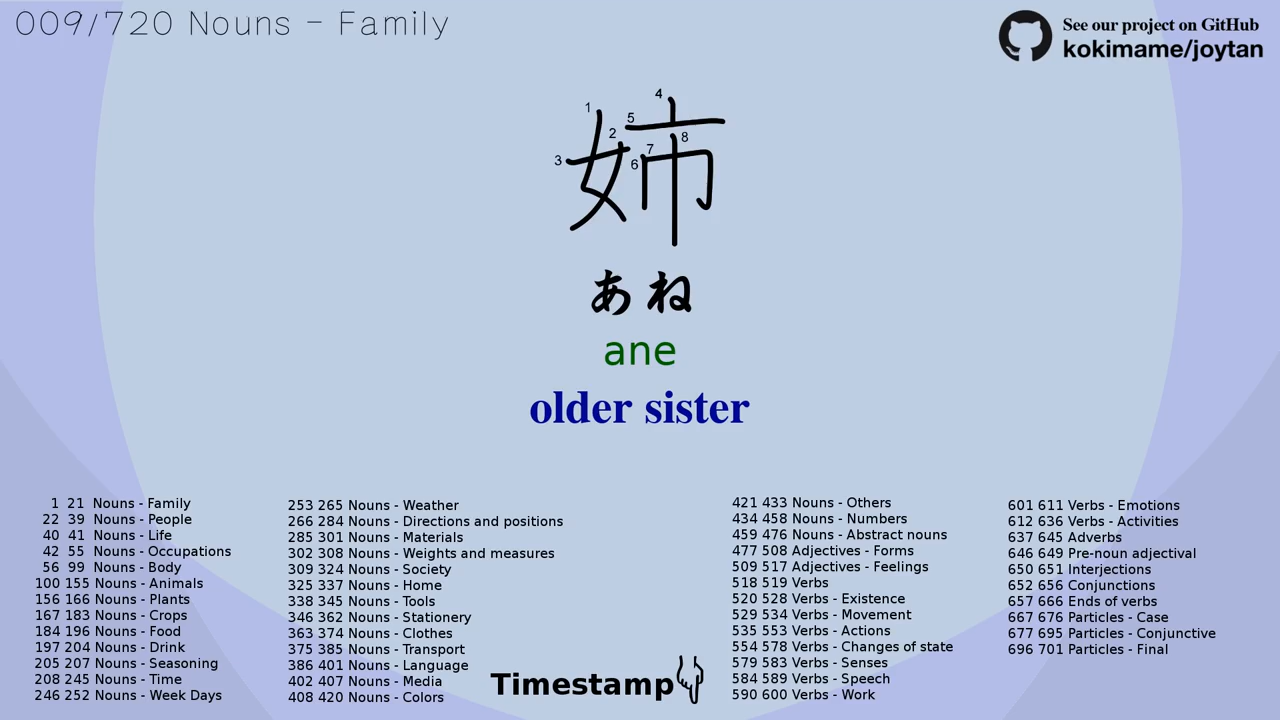 009/720 Nouns - Family
See our project on GitHub
kokimame/joytan
1
2
3
4
5
6
7
8
姉
あね
ane
older sister
1 21 Nouns - Family
22 39 Nouns - People
40 41 Nouns - Life
42 55 Nouns - Occupations
56 99 Nouns - Body
100 155 Nouns - Animals
156 166 Nouns - Plants
167 183 Nouns - Crops
184 196 Nouns - Food
197 204 Nouns - Drink
205 207 Nouns - Seasoning
208 245 Nouns - Time
246 252 Nouns - Week Days
253 265 Nouns - Weather
266 284 Nouns - Directions and positions
285 301 Nouns - Materials
302 308 Nouns - Weights and measures
309 324 Nouns - Society
325 337 Nouns - Home
338 345 Nouns - Tools
346 362 Nouns - Stationery
363 374 Nouns - Clothes
375 385 Nouns - Transport
386 401 Nouns - Language
402 407 Nouns - Media
408 420 Nouns - Colors
Timestamp
421 433 Nouns - Others
434 458 Nouns - Numbers
459 476 Nouns - Abstract nouns
477 508 Adjectives - Forms
509 517 Adjectives - Feelings
518 519 Verbs
520 528 Verbs - Existence
529 534 Verbs - Movement
535 553 Verbs - Actions
554 578 Verbs - Changes of state
579 583 Verbs - Senses
584 589 Verbs - Speech
590 600 Verbs - Work
601 611 Verbs - Emotions
612 636 Verbs - Activities
637 645 Adverbs
646 649 Pre-noun adjectival
650 651 Interjections
652 656 Conjunctions
657 666 Ends of verbs
667 676 Particles - Case
677 695 Particles - Conjunctive
696 701 Particles - Final